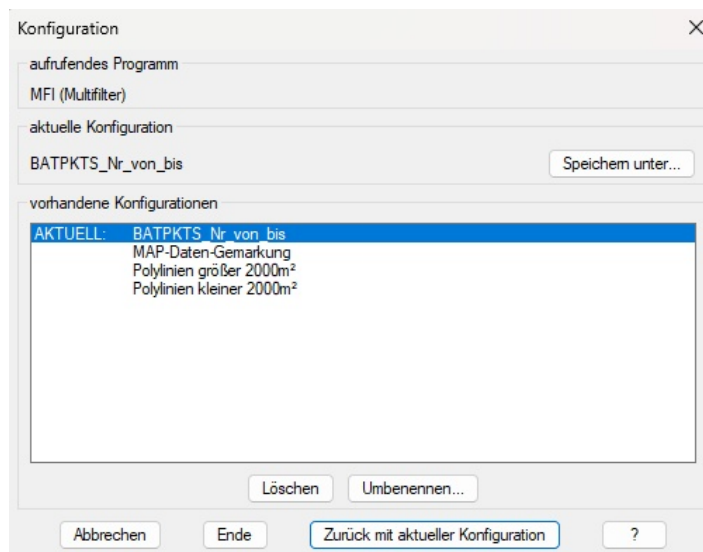 Konfiguration
aufrufendes Programm
MFI (Multifilter)
aktuelle Konfiguration
BATPKTS_Nr_von_bis
Speichern unter...
vorhandene Konfigurationen
AKTUELL: BATPKTS_Nr_von_bis
MAP-Daten-Gemarkung
Polylinien größer 2000m²
Polylinien kleiner 2000m²
Löschen Umbenennen...
Abbrechen Ende Zurück mit aktueller Konfiguration ?